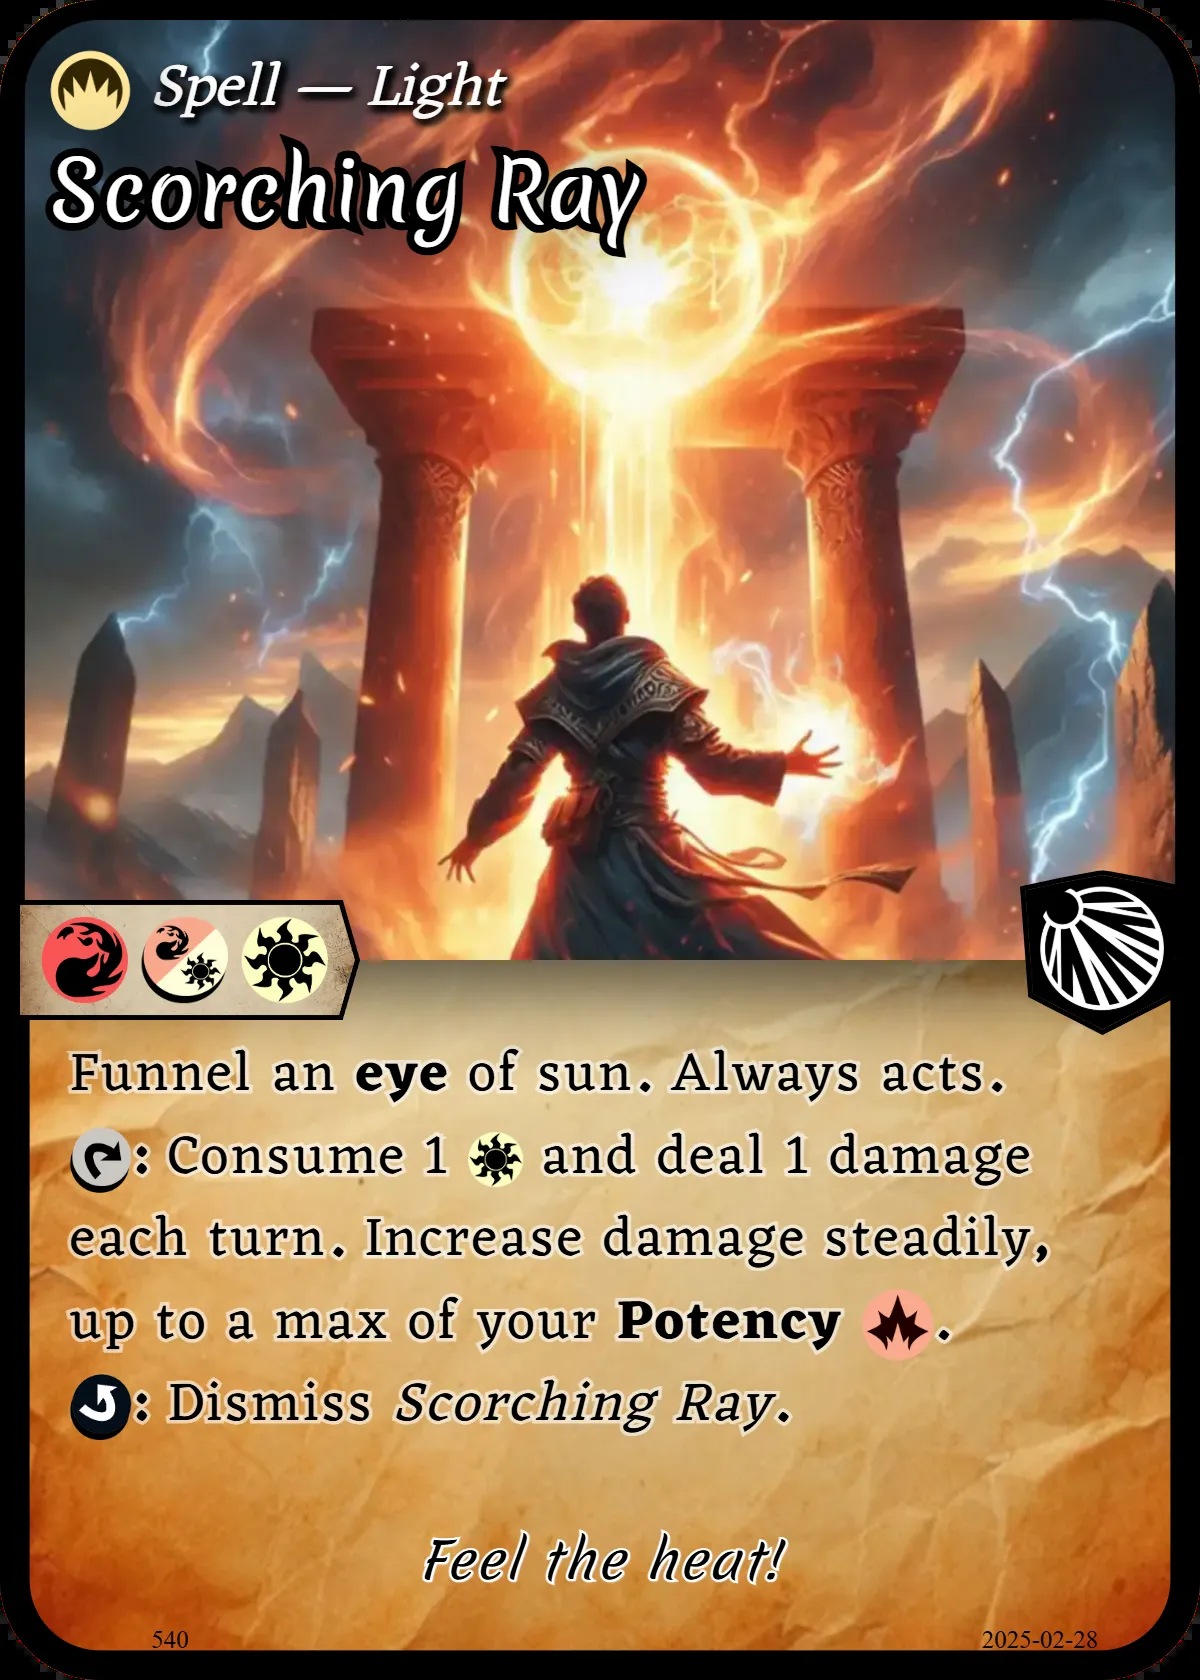 Spell — Light
Scorching Ray
Funnel an eye of sun. Always acts.
: Consume 1 and deal 1 damage
each turn. Increase damage steadily,
up to a max of your Potency .
: Dismiss Scorching Ray.
Feel the heat!
540
2025-02-28